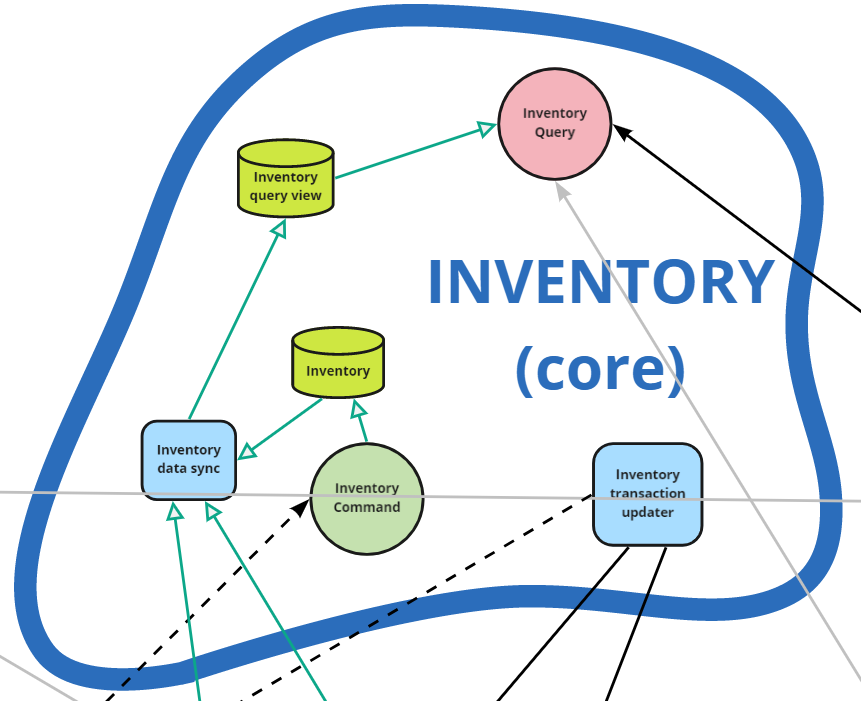 Inventory
Query
Inventory
query view
INVENTORY
(core)
Inventory
Inventory
data sync
Inventory
Command
Inventory
transaction
updater